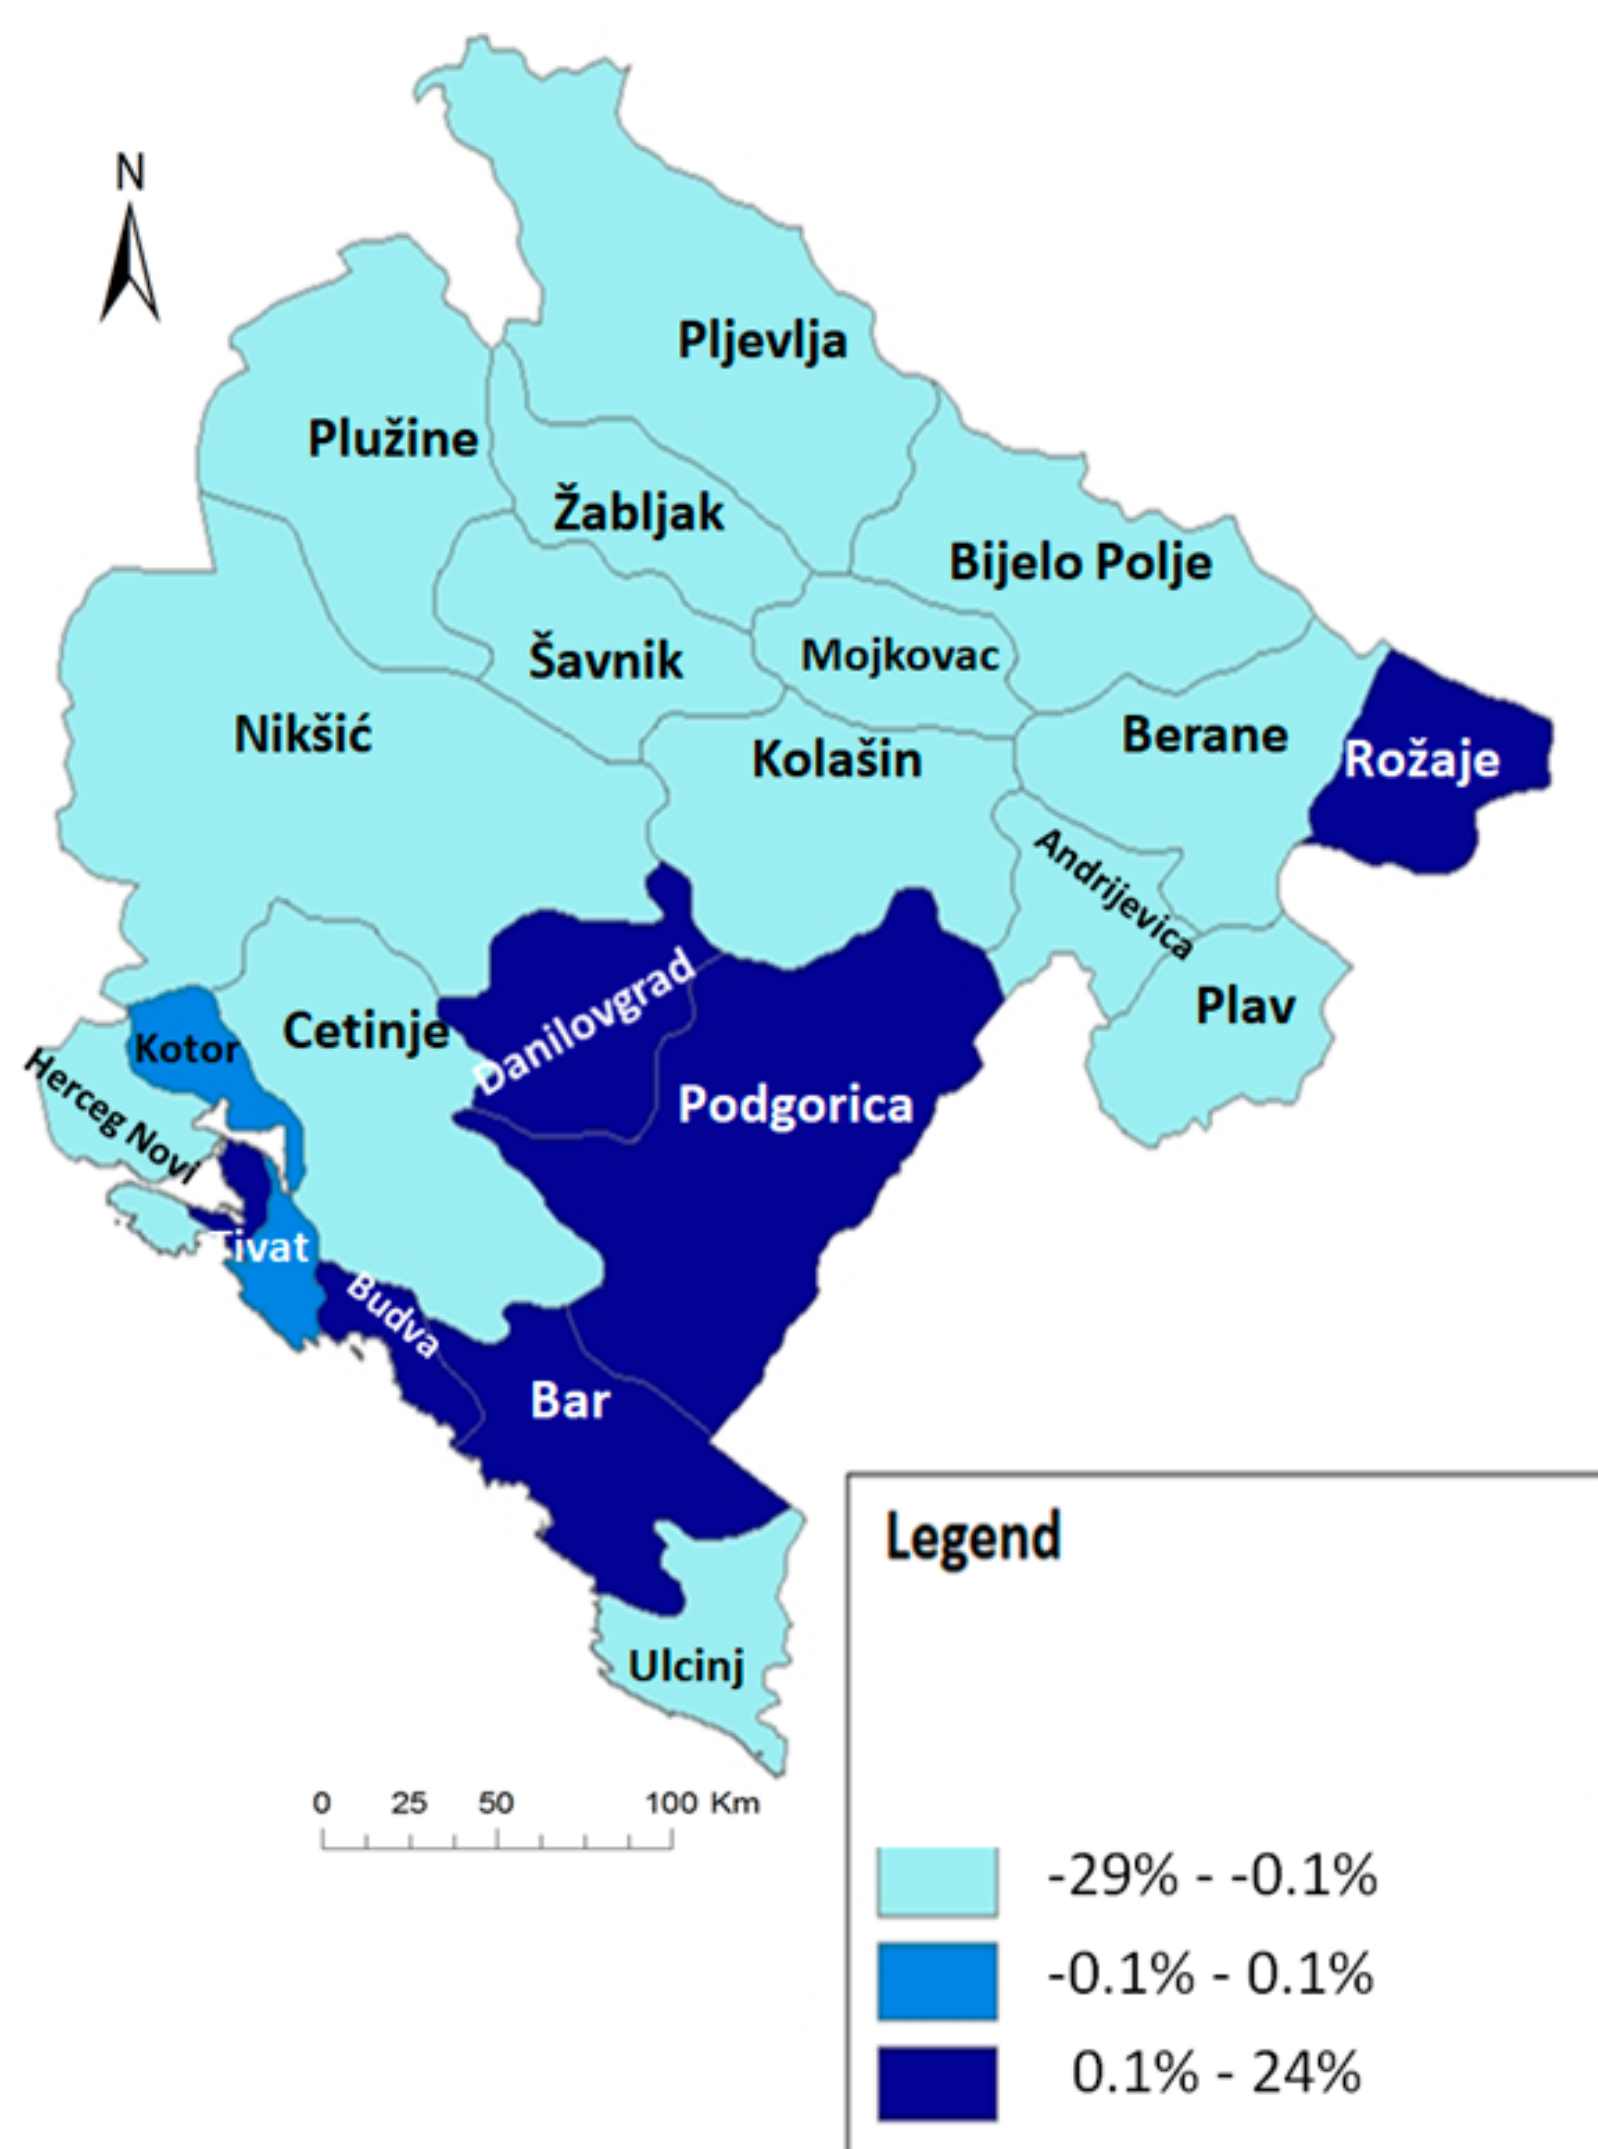 N
Pljevlja
Plužine
Žabljak
Bijelo Polje
Šavnik
Mojkovac
Nikšić
Kolašin
Berane
Rožaje
Andrijevica
Plav
Danilovgrad
Cetinje
Kotor
Herceg Novi
Podgorica
Tivat
Budva
Bar
Ulcinj
0 25 50 100 Km
Legend
-29% - -0.1%
-0.1% - 0.1%
0.1% - 24%